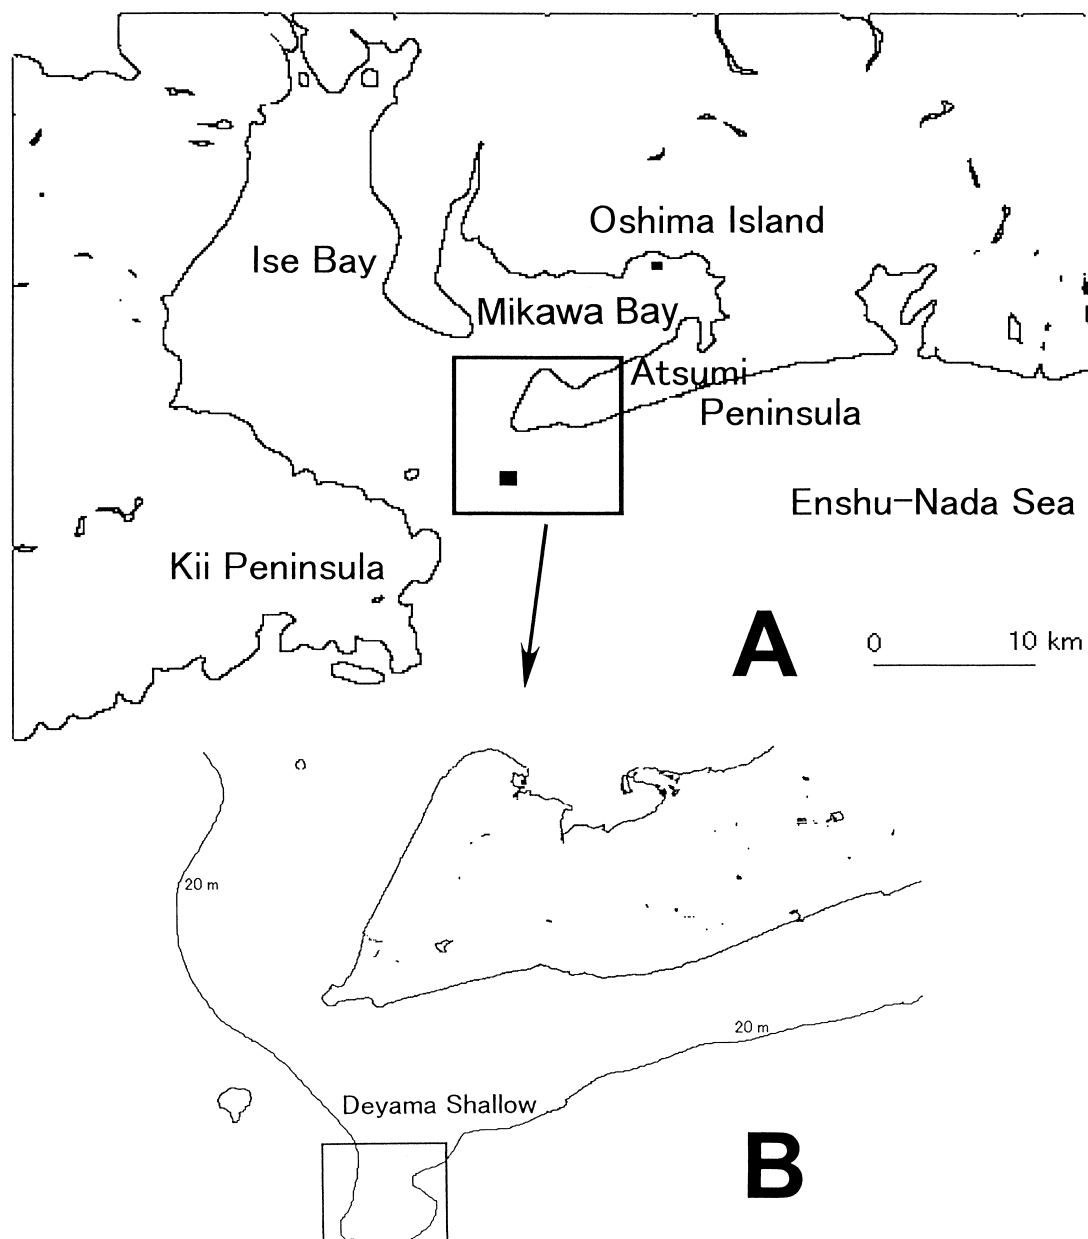 Oshima Island
Ise Bay
Mikawa Bay
Atsumi
Peninsula
Enshu-Nada Sea
Kii Peninsula
A
0 10 km
20 m
20 m
Deyama Shallow
B